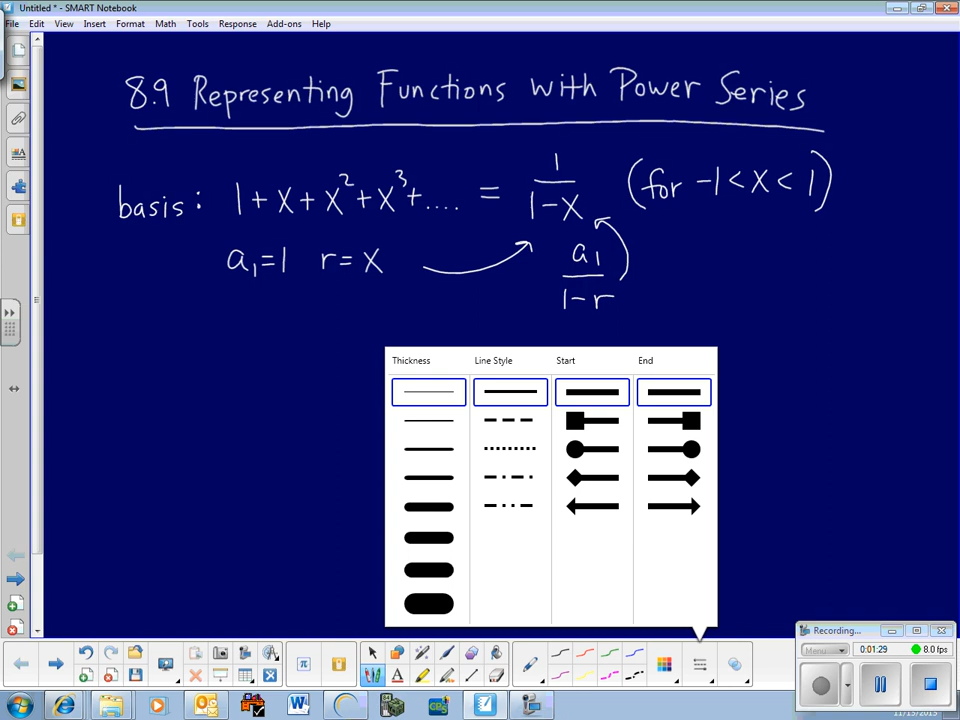 Untitled * - SMART Notebook
File Edit View Insert Format Math Tools Response Add-ons Help
8.9 Representing Functions with Power Series
basis: 1 + x + x² + x³ + .... = 1/(1-x) (for -1 < x < 1)
a₁=1 r=x a₁/(1-r)
Thickness Line Style Start End
Recording...
Menu 0:01:29 8.0 fps